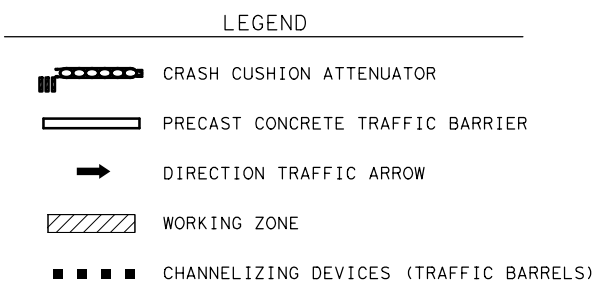 LEGEND
CRASH CUSHION ATTENUATOR
PRECAST CONCRETE TRAFFIC BARRIER
DIRECTION TRAFFIC ARROW
WORKING ZONE
CHANNELIZING DEVICES (TRAFFIC BARRELS)